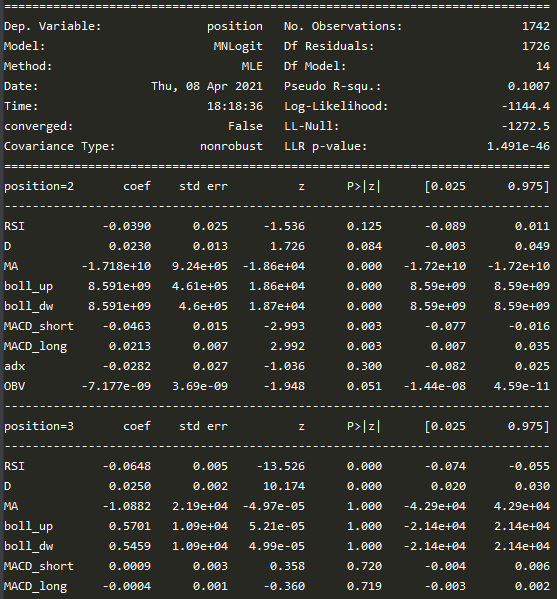 ==============================================================================
Dep. Variable:               position   No. Observations:                 1742
Model:                        MNLogit   Df Residuals:                     1726
Method:                           MLE   Df Model:                           14
Date:                Thu, 08 Apr 2021   Pseudo R-squ.:                  0.1007
Time:                        18:18:36   Log-Likelihood:                -1144.4
converged:                      False   LL-Null:                       -1272.5
Covariance Type:            nonrobust   LLR p-value:                 1.491e-46
==============================================================================
position=2       coef    std err          z      P>|z|      [0.025      0.975]
------------------------------------------------------------------------------
RSI           -0.0390      0.025     -1.536      0.125      -0.089       0.011
D              0.0230      0.013      1.726      0.084      -0.003       0.049
MA         -1.718e+10   9.24e+05  -1.86e+04      0.000   -1.72e+10   -1.72e+10
boll_up     8.591e+09   4.61e+05   1.86e+04      0.000    8.59e+09    8.59e+09
boll_dw     8.591e+09    4.6e+05   1.87e+04      0.000    8.59e+09    8.59e+09
MACD_short    -0.0463      0.015     -2.993      0.003      -0.077      -0.016
MACD_long      0.0213      0.007      2.992      0.003       0.007       0.035
adx           -0.0282      0.027     -1.036      0.300      -0.082       0.025
OBV        -7.177e-09   3.69e-09     -1.948      0.051   -1.44e-08    4.59e-11
------------------------------------------------------------------------------
position=3       coef    std err          z      P>|z|      [0.025      0.975]
------------------------------------------------------------------------------
RSI           -0.0648      0.005    -13.526      0.000      -0.074      -0.055
D              0.0250      0.002     10.174      0.000       0.020       0.030
MA            -1.0882   2.19e+04  -4.97e-05      1.000   -4.29e+04    4.29e+04
boll_up        0.5701   1.09e+04   5.21e-05      1.000   -2.14e+04    2.14e+04
boll_dw        0.5459   1.09e+04   4.99e-05      1.000   -2.14e+04    2.14e+04
MACD_short     0.0009      0.003      0.358      0.720      -0.004       0.006
MACD_long     -0.0004      0.001     -0.360      0.719      -0.003       0.002